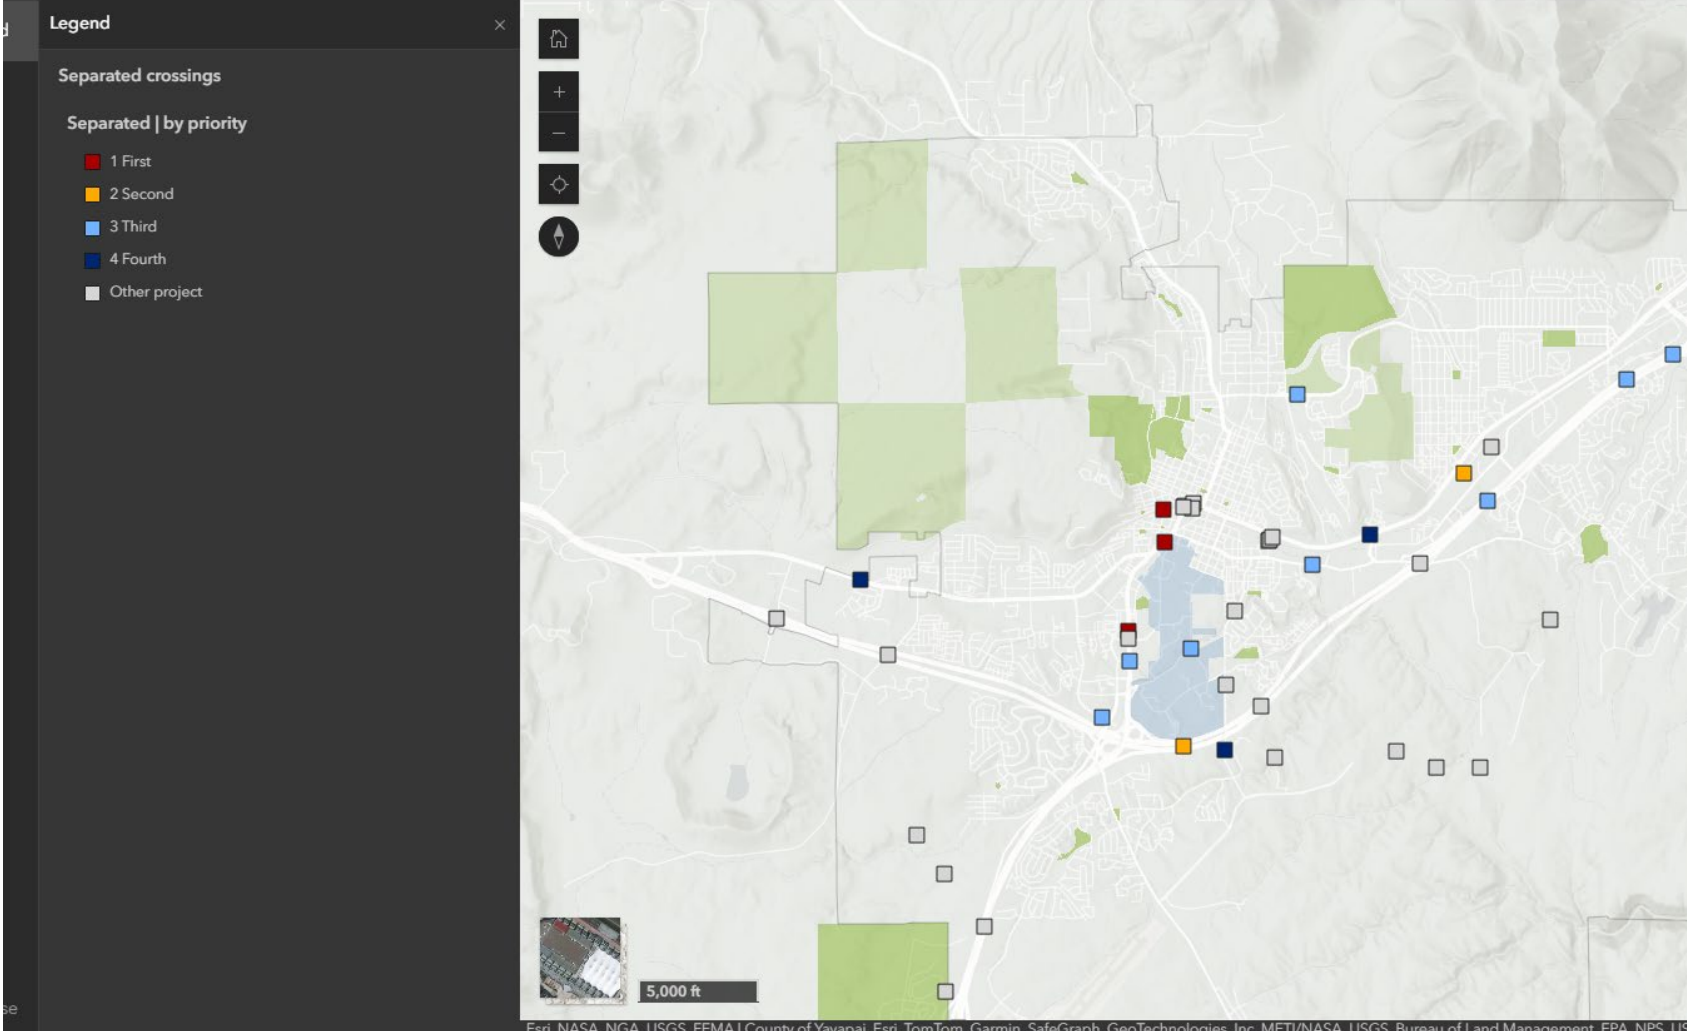 d
Legend
×
Separated crossings
Separated | by priority
1 First
2 Second
3 Third
4 Fourth
Other project
+
−
5,000 ft
se
Esri, NASA, NGA, USGS, FEMA | County of Yavapai, Esri, TomTom, Garmin, SafeGraph, GeoTechnologies, Inc, METI/NASA, USGS, Bureau of Land Management, EPA, NPS, US